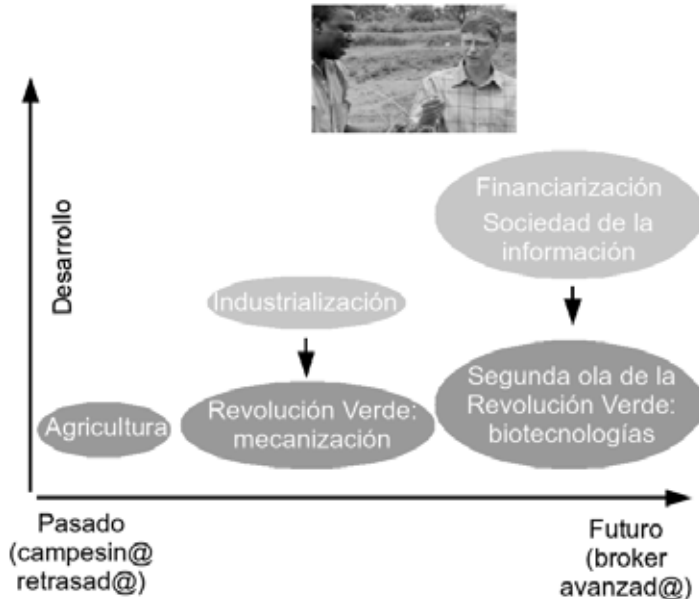 Desarrollo
Financiarización
Sociedad de la
información
Industrialización
Agricultura
Revolución Verde:
mecanización
Segunda ola de la
Revolución Verde:
biotecnologías
Pasado
(campesin@
retrasad@)
Futuro
(broker
avanzad@)